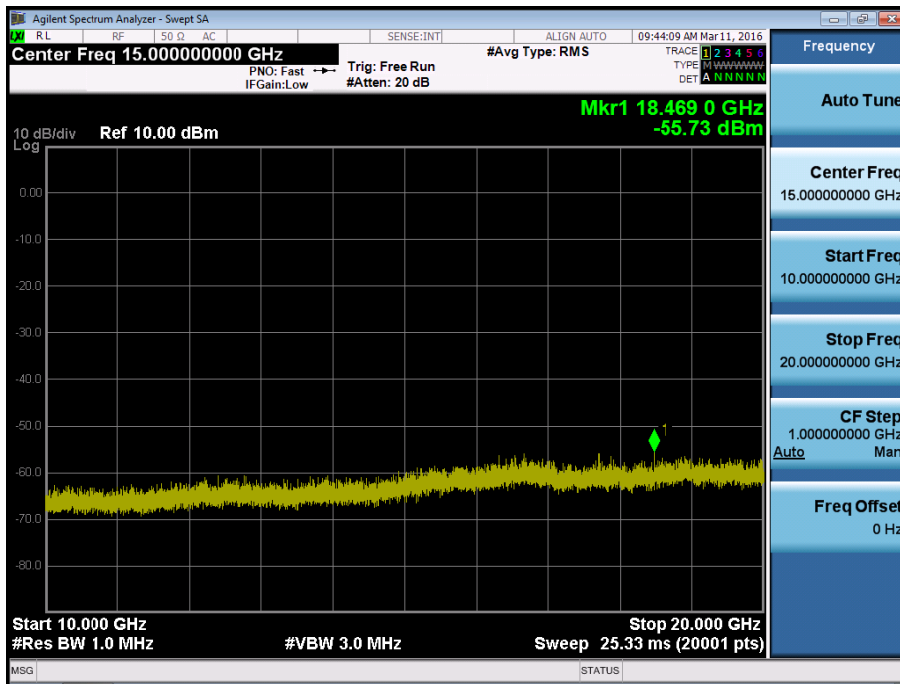 Agilent Spectrum Analyzer - Swept SA
LXI RL RF 50 Ω AC SENSE:INT ALIGN AUTO 09:44:09 AM Mar 11, 2016
Center Freq 15.000000000 GHz
PNO: Fast
IFGain:Low
Trig: Free Run
#Atten: 20 dB
#Avg Type: RMS
TRACE 1 2 3 4 5 6
TYPE M WWWWW
DET A N N N N N
Mkr1 18.469 0 GHz
-55.73 dBm
10 dB/div Ref 10.00 dBm
Log
0.00
-10.0
-20.0
-30.0
-40.0
-50.0
1
-60.0
-70.0
-80.0
Start 10.000 GHz Stop 20.000 GHz
#Res BW 1.0 MHz #VBW 3.0 MHz Sweep 25.33 ms (20001 pts)
MSG STATUS
Frequency
Auto Tune
Center Freq
15.000000000 GHz
Start Freq
10.000000000 GHz
Stop Freq
20.000000000 GHz
CF Step
1.000000000 GHz
Auto Man
Freq Offset
0 Hz